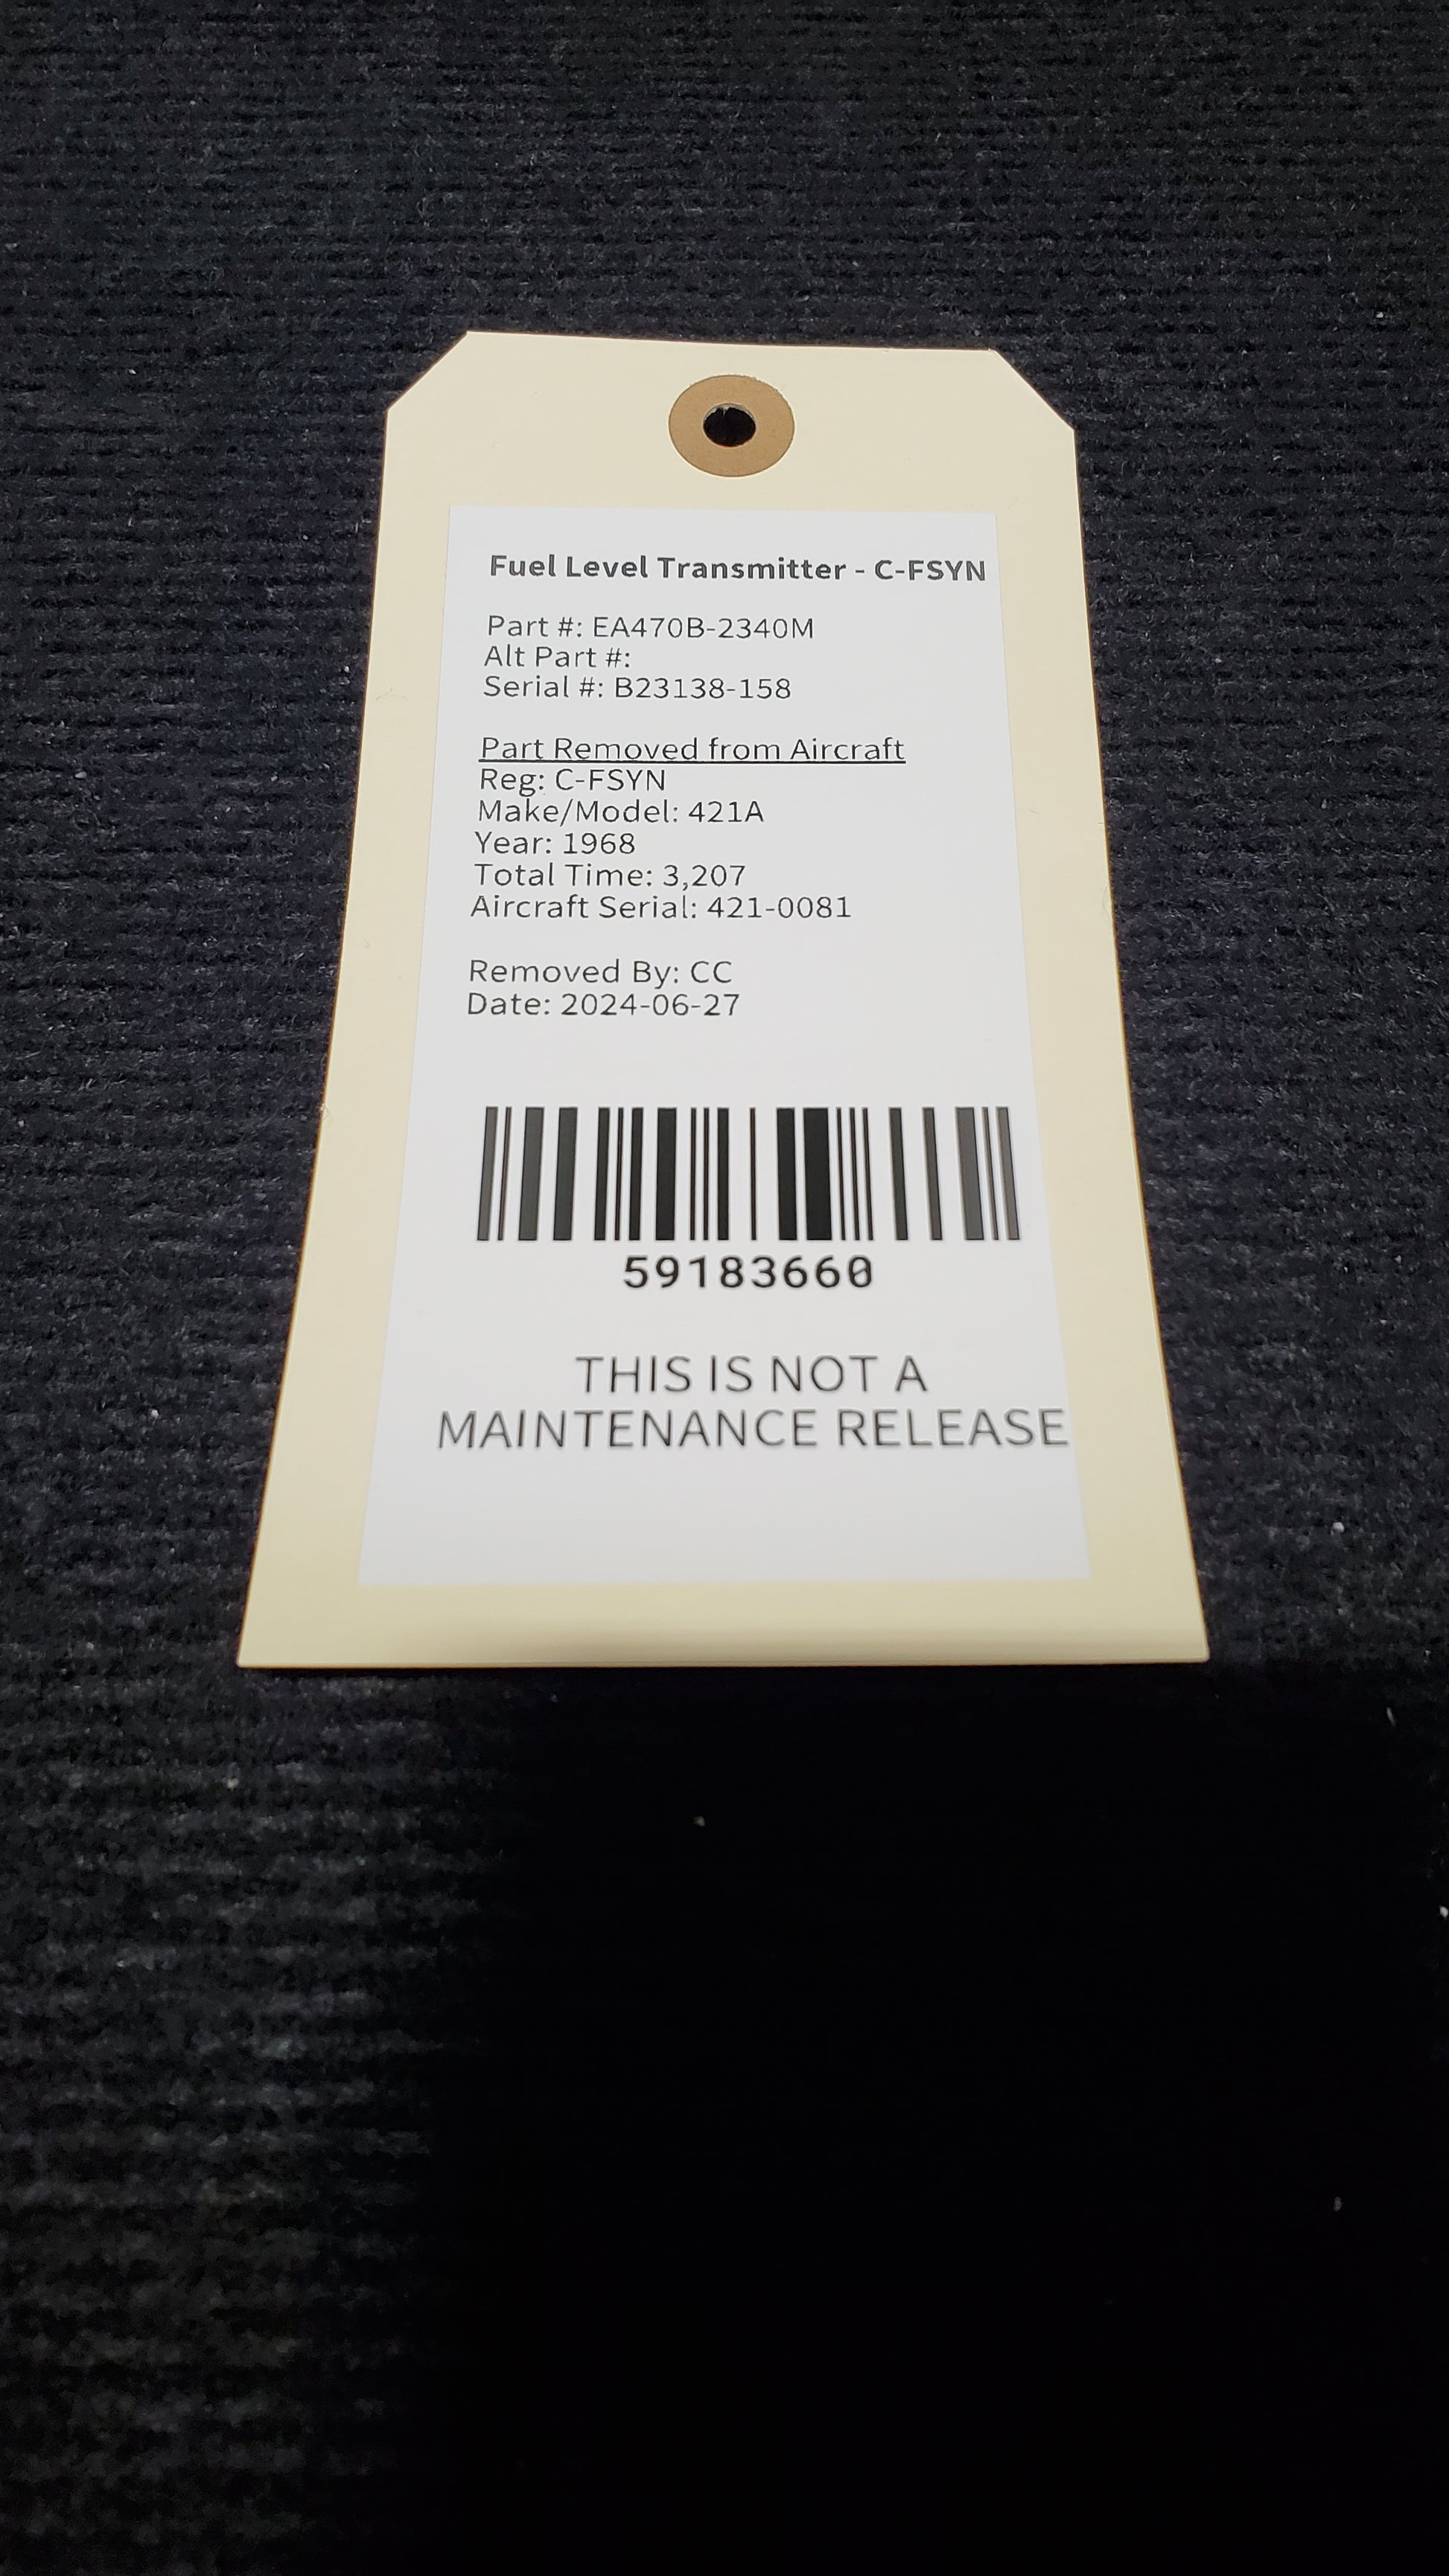 Fuel Level Transmitter - C-FSYN
Part #: EA470B-2340M
Alt Part #:
Serial #: B23138-158
Part Removed from Aircraft
Reg: C-FSYN
Make/Model: 421A
Year: 1968
Total Time: 3,207
Aircraft Serial: 421-0081
Removed By: CC
Date: 2024-06-27
59183660
THIS IS NOT A
MAINTENANCE RELEASE